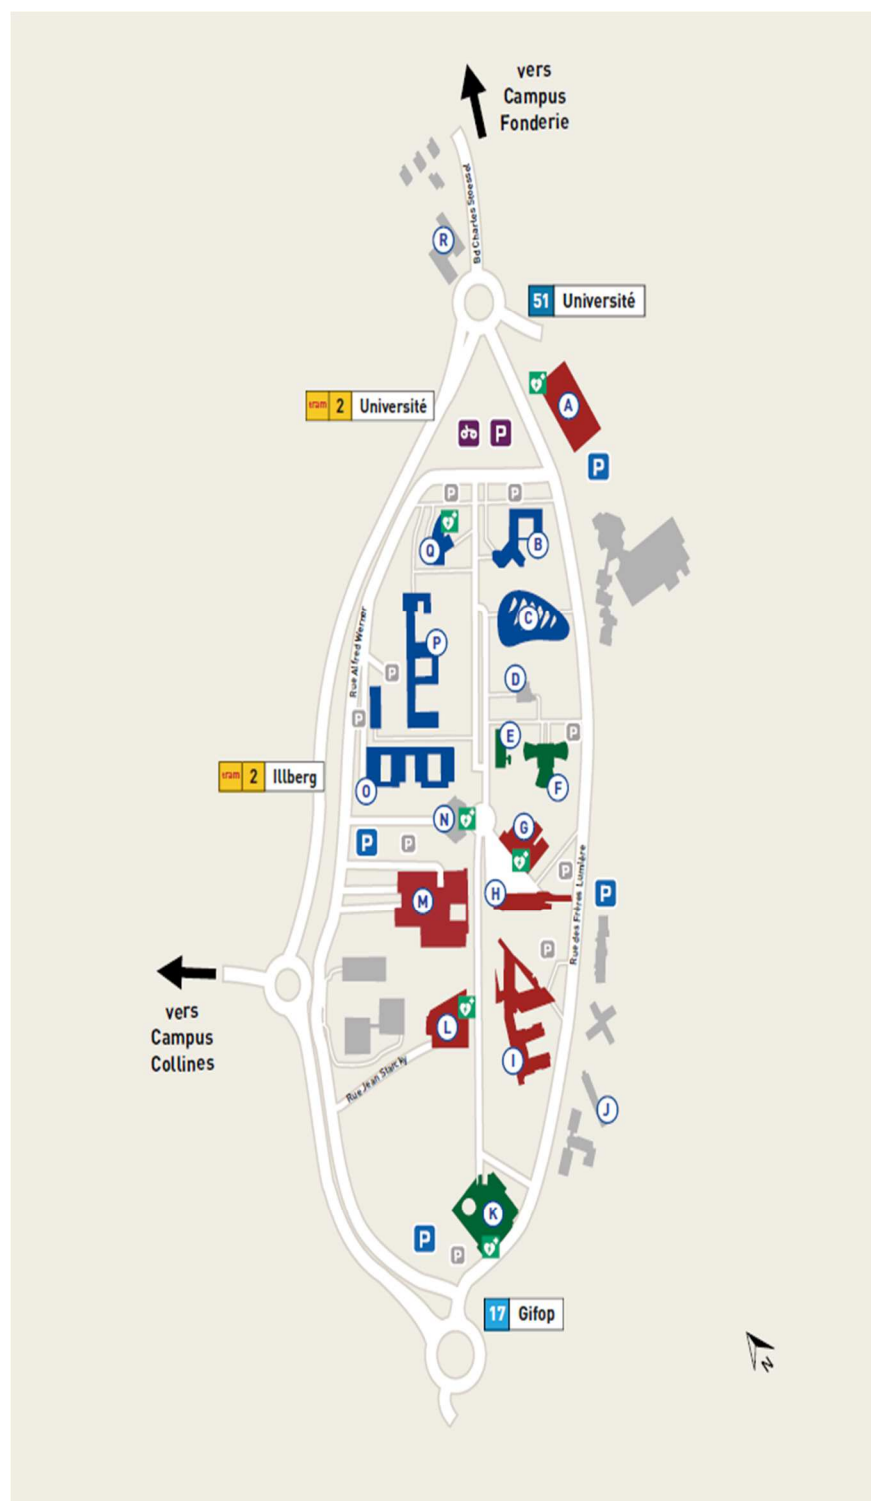 vers
Campus
Fonderie
Bd Charles Stoessel
R
51 Université
A
tram 2 Université
P
P
P
P
Q
B
C
P
Rue Alfred Werner
P
D
P
E
P
F
tram 2 Illberg
O
N
G
P
P
P
H
P
M
Rue des Frères Lumière
P
vers
Campus
Collines
L
I
Rue Jean Starcky
J
K
P
P
17 Gifop
N